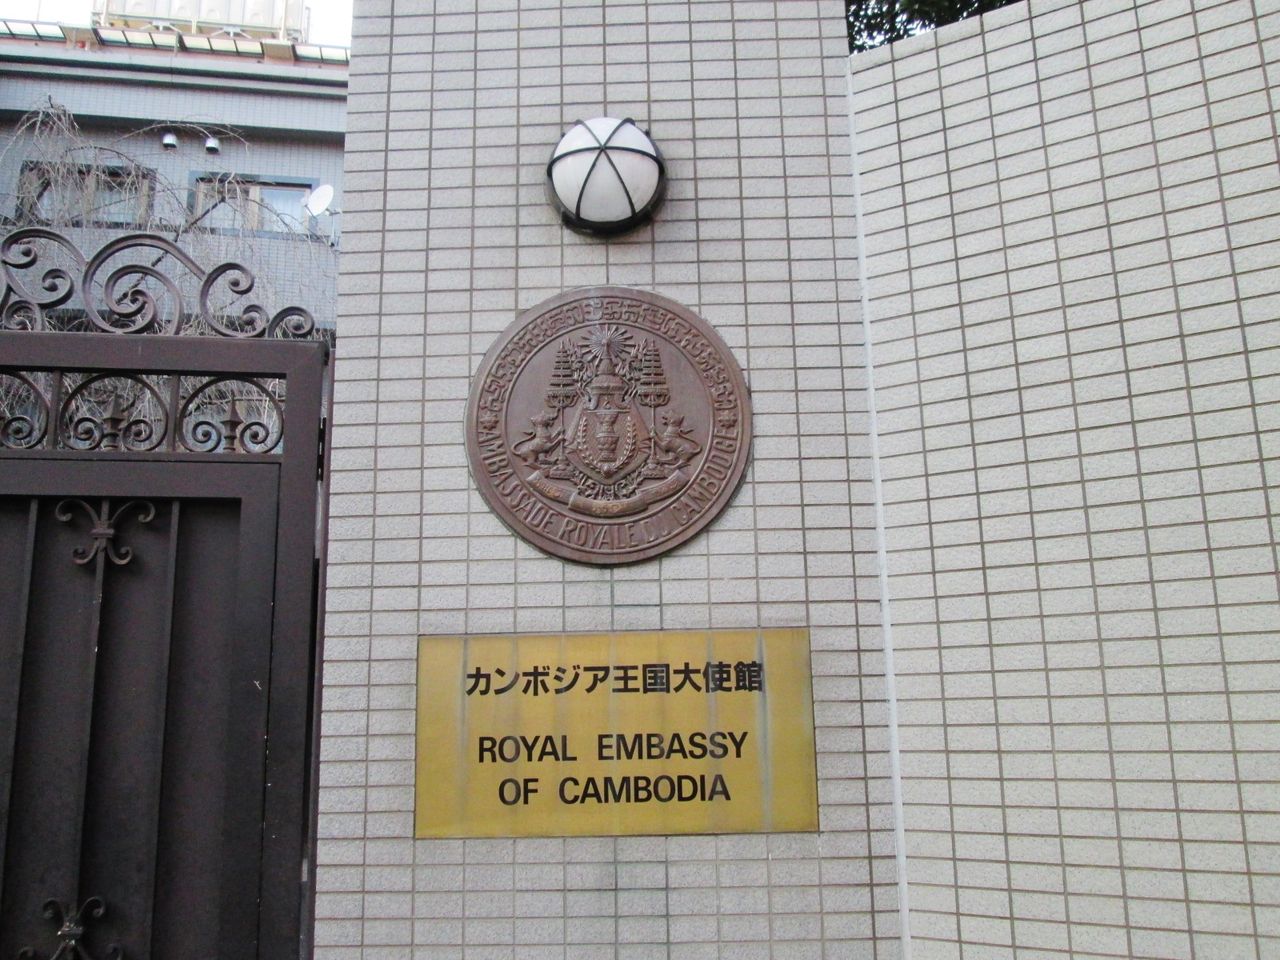 AMBASSADE ROYALE DU CAMBODGE
カンボジア王国大使館
ROYAL EMBASSY
OF CAMBODIA